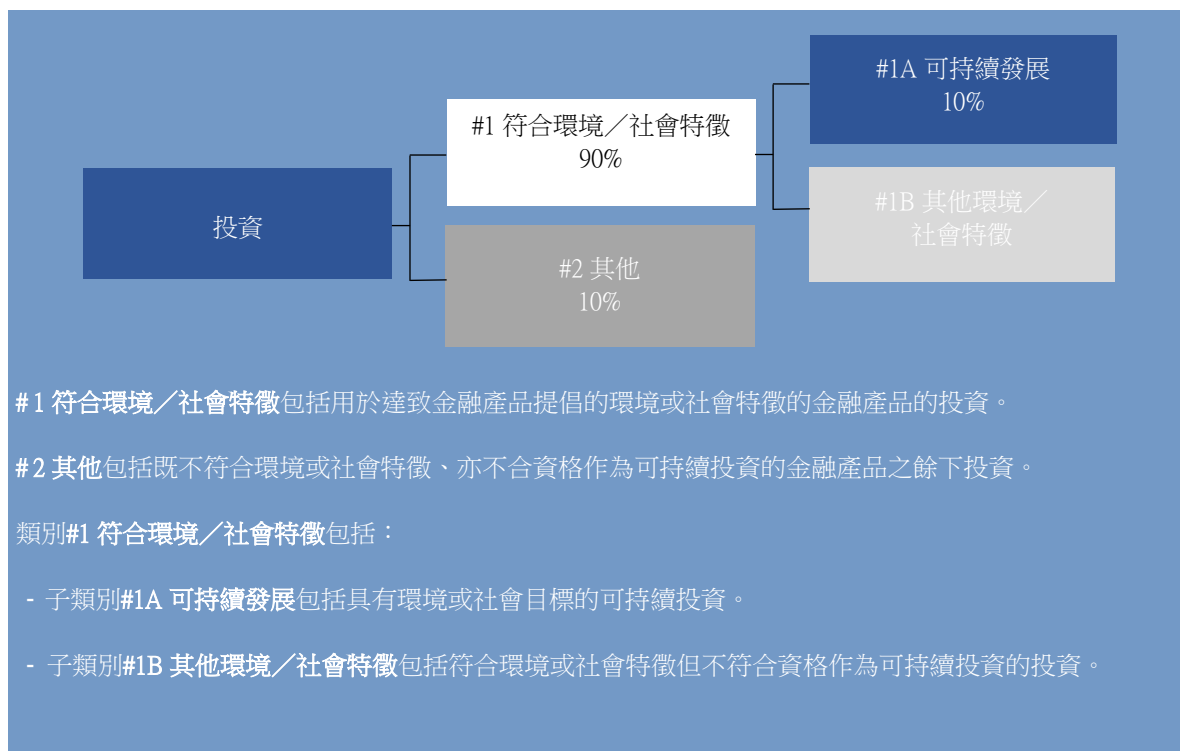 #1A 可持續發展
10%
#1 符合環境／社會特徵
90%
#1B 其他環境／
社會特徵
投資
#2 其他
10%
#1 符合環境／社會特徵包括用於達致金融產品提倡的環境或社會特徵的金融產品的投資。
#2 其他包括既不符合環境或社會特徵、亦不合資格作為可持續投資的金融產品之餘下投資。
類別#1 符合環境／社會特徵包括：
- 子類別#1A 可持續發展包括具有環境或社會目標的可持續投資。
- 子類別#1B 其他環境／社會特徵包括符合環境或社會特徵但不符合資格作為可持續投資的投資。